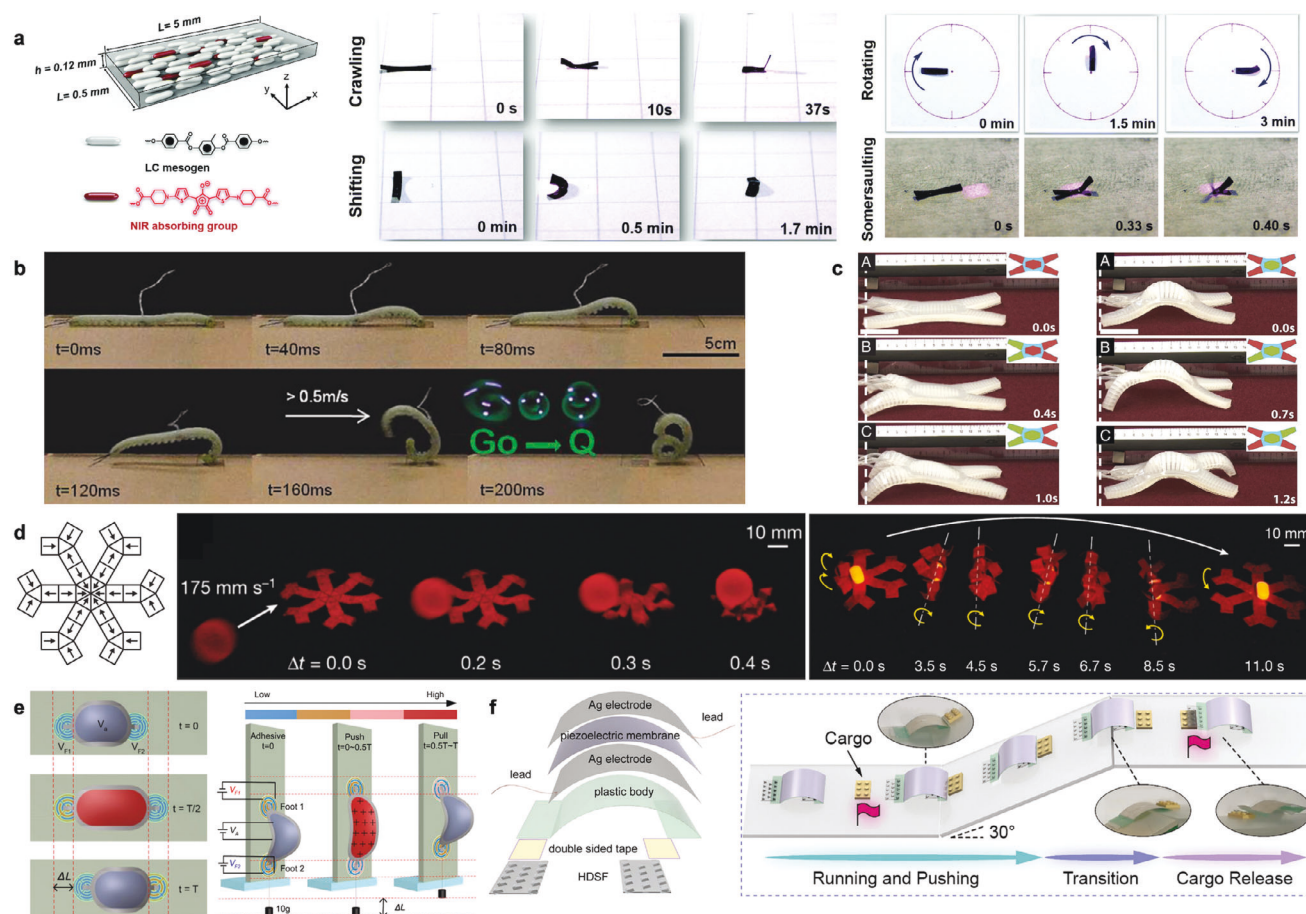 a
L= 5 mm
h = 0.12 mm
L= 0.5 mm
z
y
x
LC mesogen
NIR absorbing group
Crawling
0 s
10s
37s
Shifting
0 min
0.5 min
1.7 min
Rotating
0 min
1.5 min
3 min
Somersaulting
0 s
0.33 s
0.40 s
b
t=0ms
t=40ms
t=80ms
5cm
> 0.5m/s
Go → Q
t=120ms
t=160ms
t=200ms
c
A
0.0s
B
0.4s
C
1.0s
A
0.0s
B
0.7s
C
1.2s
d
175 mm s⁻¹
10 mm
Δt = 0.0 s
0.2 s
0.3 s
0.4 s
10 mm
Δt = 0.0 s
3.5 s
4.5 s
5.7 s
6.7 s
8.5 s
11.0 s
e
t = 0
Va
VF1
VF2
t = T/2
ΔL
t = T
Low
High
Adhesive
t=0
Push
t=0~0.5T
Pull
t=0.5T~T
VF1
Foot 1
Va
VF2
Foot 2
10g
ΔL
f
Ag electrode
lead
piezoelectric membrane
Ag electrode
lead
plastic body
double sided tape
HDSF
Cargo
30°
Running and Pushing
Transition
Cargo Release